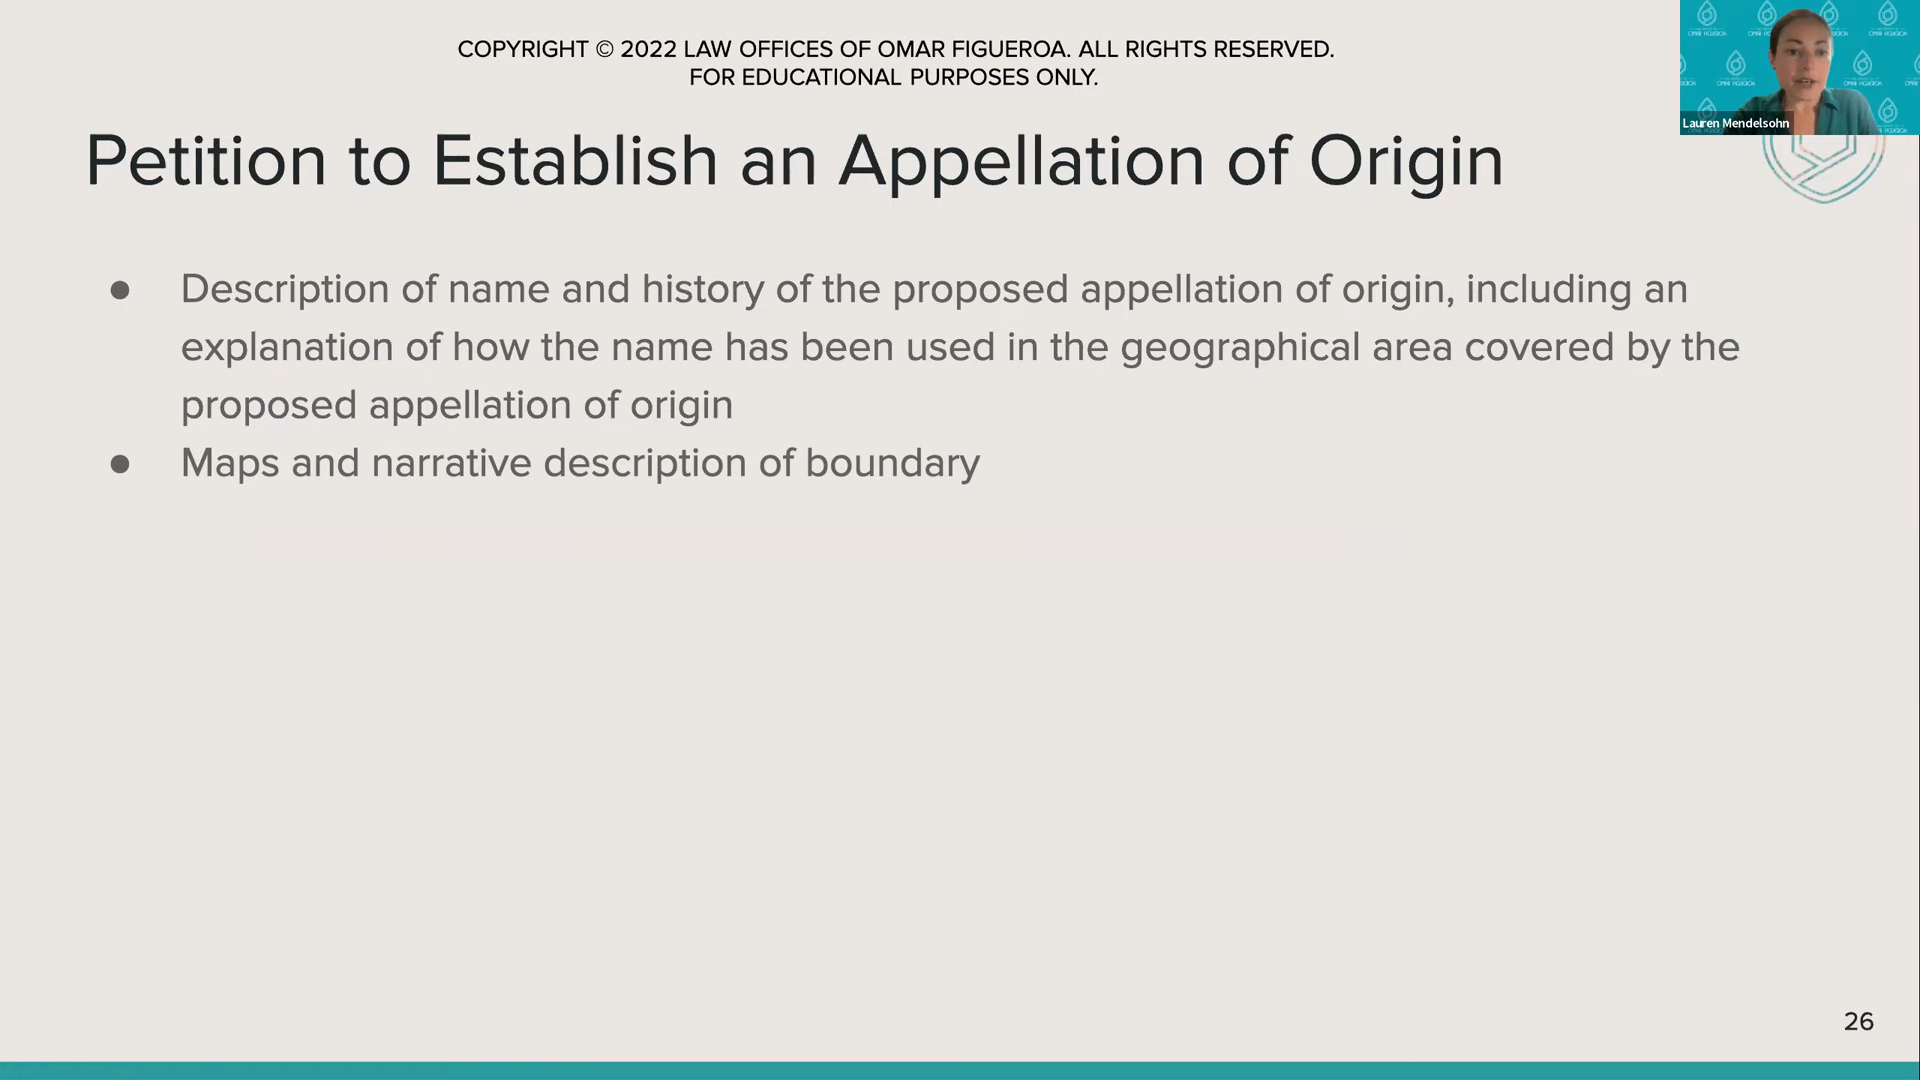 COPYRIGHT © 2022 LAW OFFICES OF OMAR FIGUEROA. ALL RIGHTS RESERVED.
FOR EDUCATIONAL PURPOSES ONLY.
Lauren Mendelsohn
Petition to Establish an Appellation of Origin
● Description of name and history of the proposed appellation of origin, including an
explanation of how the name has been used in the geographical area covered by the
proposed appellation of origin
● Maps and narrative description of boundary
26